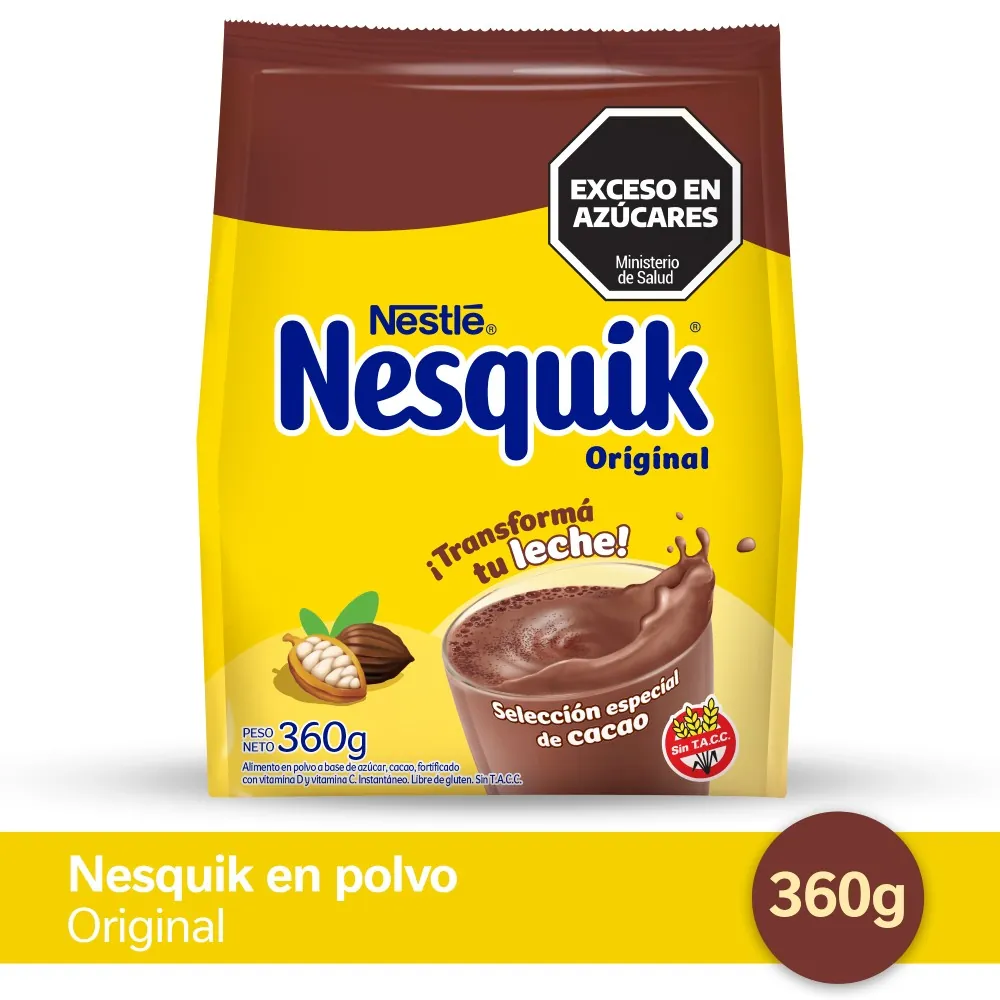 EXCESO EN
AZÚCARES
Ministerio
de Salud
Nestlé®
Nesquik®
Original
¡Transformá
tu leche!
Selección especial
de cacao
Sin T.A.C.C.
PESO
NETO 360g
Alimento en polvo a base de azúcar, cacao, fortificado
con vitamina D y vitamina C. Instantáneo. Libre de gluten. Sin T.A.C.C.
Nesquik en polvo
Original
360g